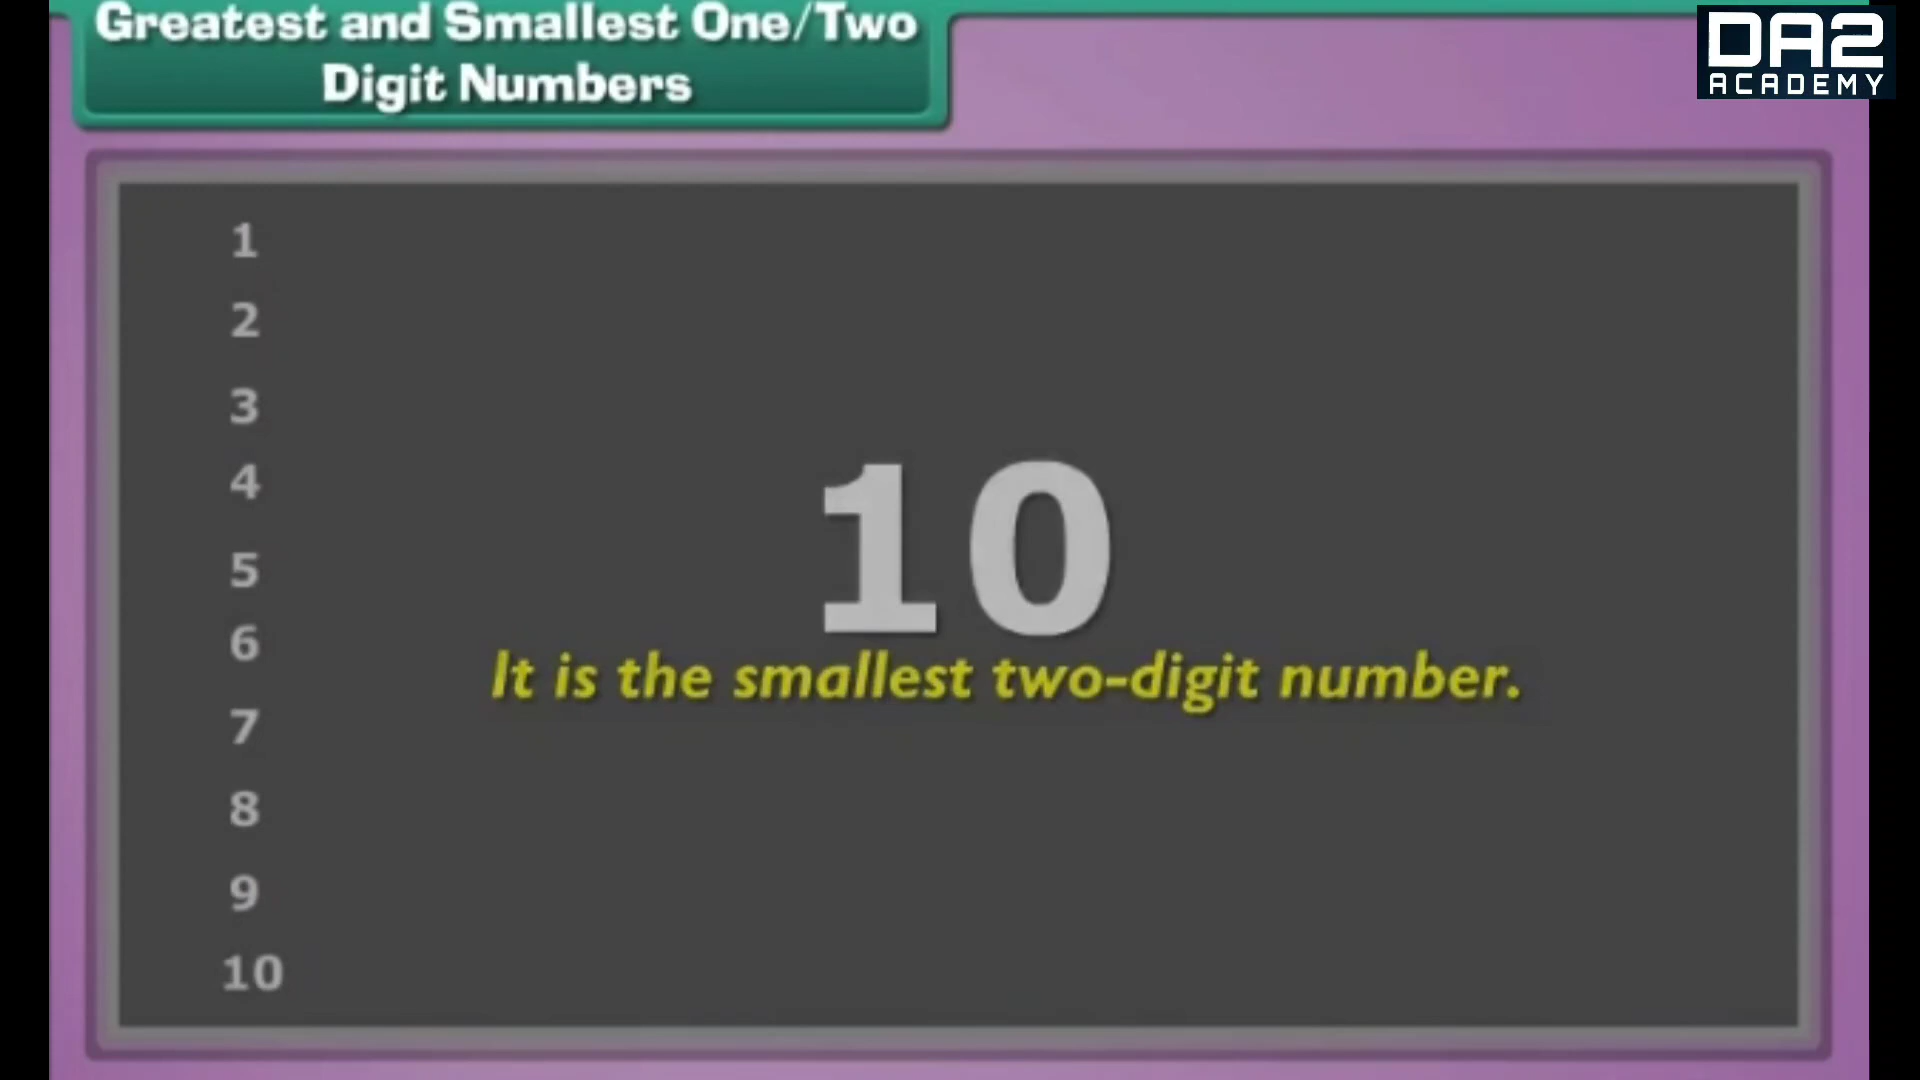 Greatest and Smallest One/Two
Digit Numbers
DA2
ACADEMY
1
2
3
4
5
6
7
8
9
10
10
It is the smallest two-digit number.